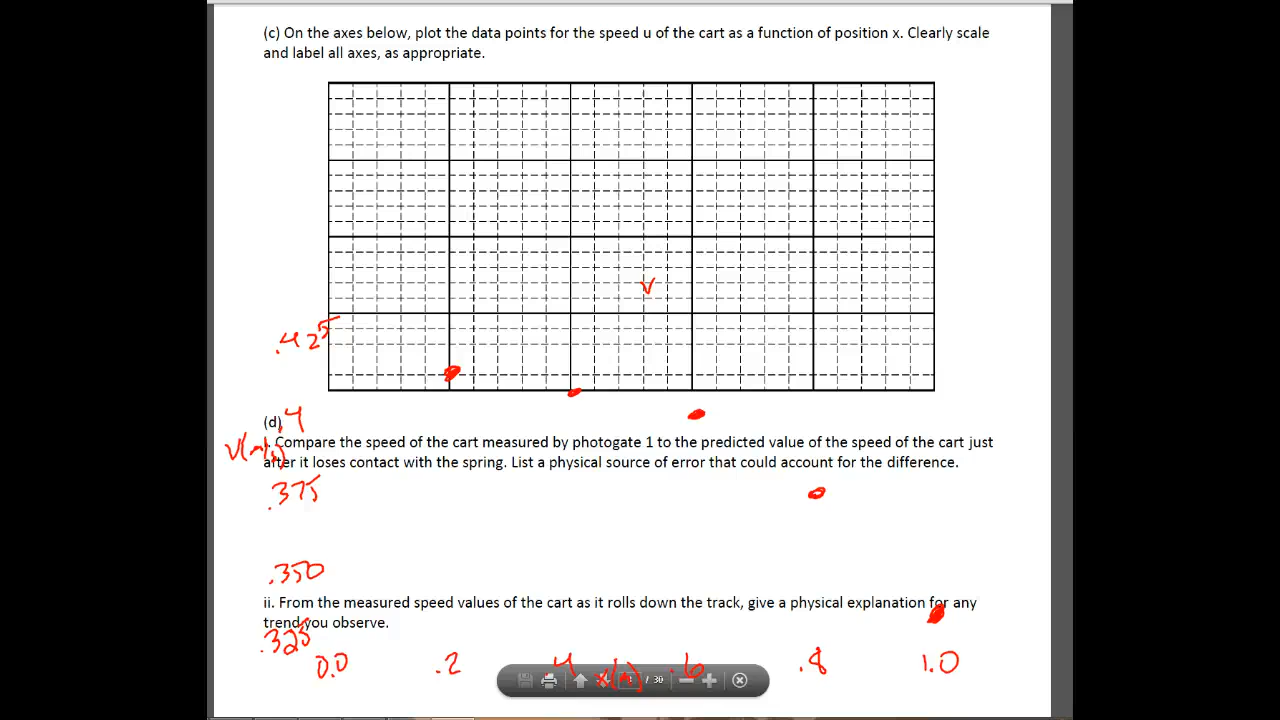 (c) On the axes below, plot the data points for the speed u of the cart as a function of position x. Clearly scale
and label all axes, as appropriate.
v
.425
.4
(d)
v(m/s)
i. Compare the speed of the cart measured by photogate 1 to the predicted value of the speed of the cart just
after it loses contact with the spring. List a physical source of error that could account for the difference.
.375
.350
ii. From the measured speed values of the cart as it rolls down the track, give a physical explanation for any
trend you observe.
.325
0.0 .2 .4 .6 .8 1.0
x(m)
/ 30